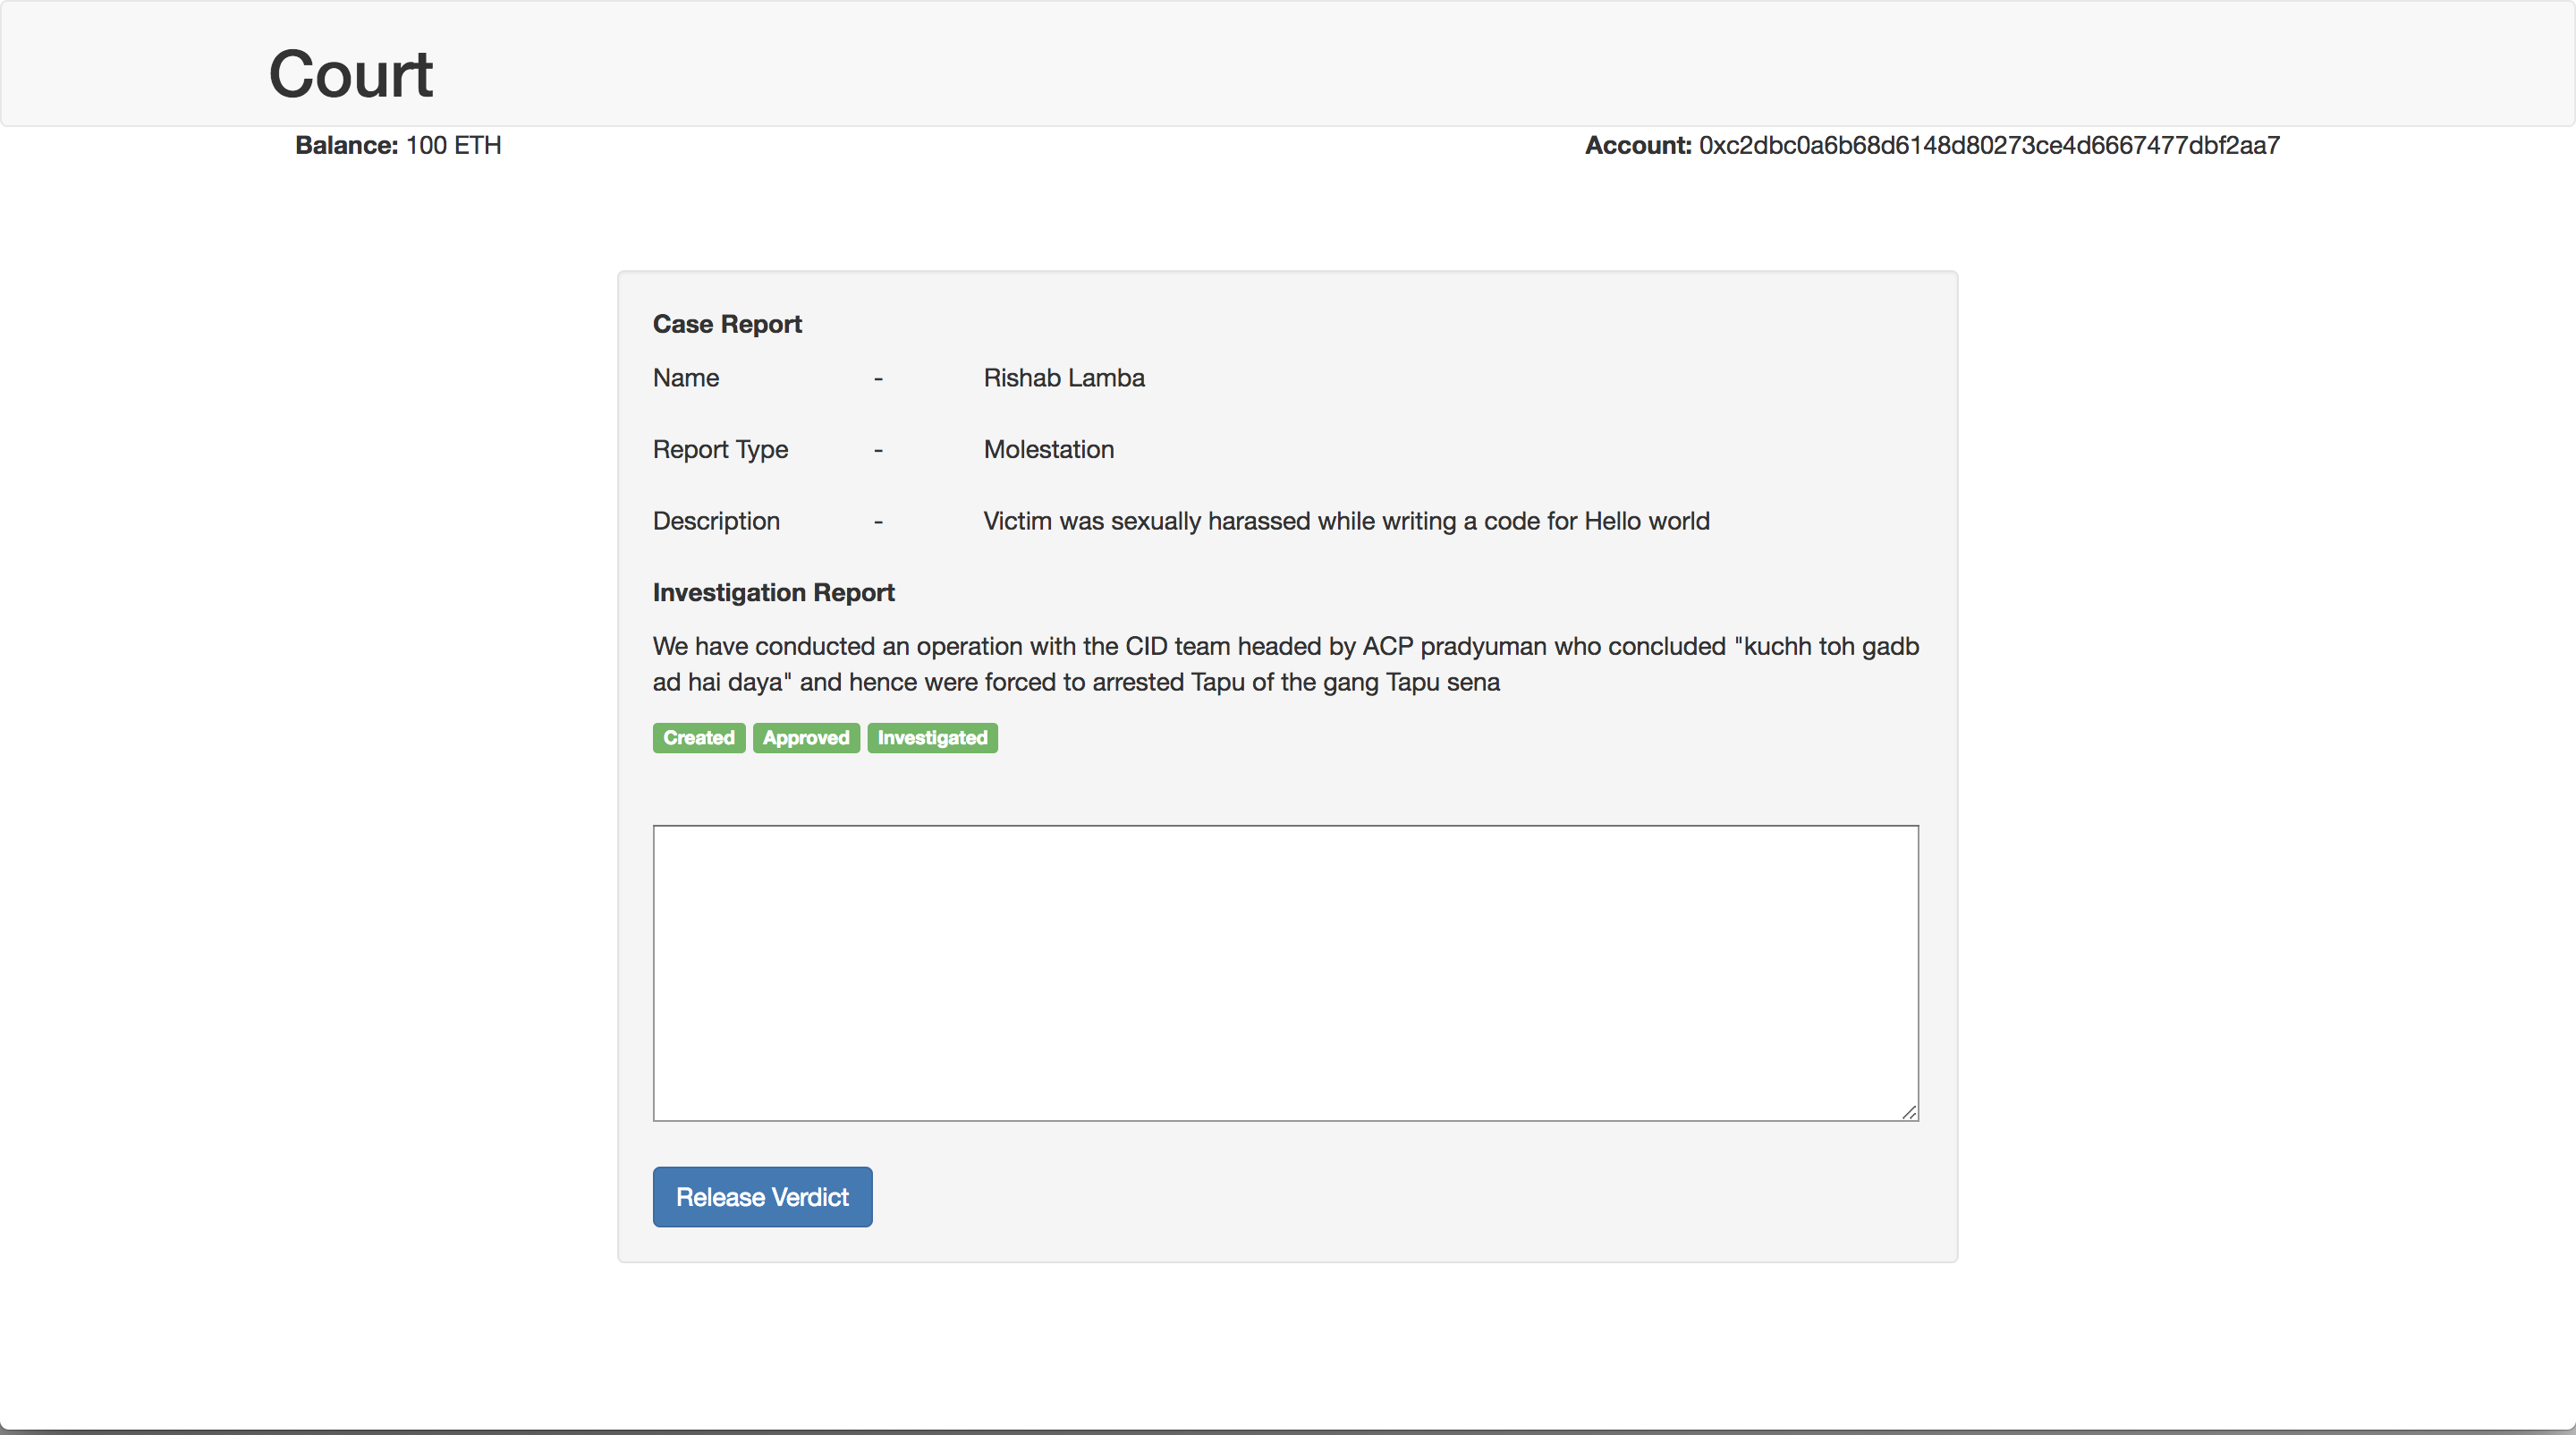 Court
Balance: 100 ETH
Account: 0xc2dbc0a6b68d6148d80273ce4d6667477dbf2aa7
Case Report
Name - Rishab Lamba
Report Type - Molestation
Description - Victim was sexually harassed while writing a code for Hello world
Investigation Report
We have conducted an operation with the CID team headed by ACP pradyuman who concluded "kuchh toh gadb
ad hai daya" and hence were forced to arrested Tapu of the gang Tapu sena
Created Approved Investigated
Release Verdict